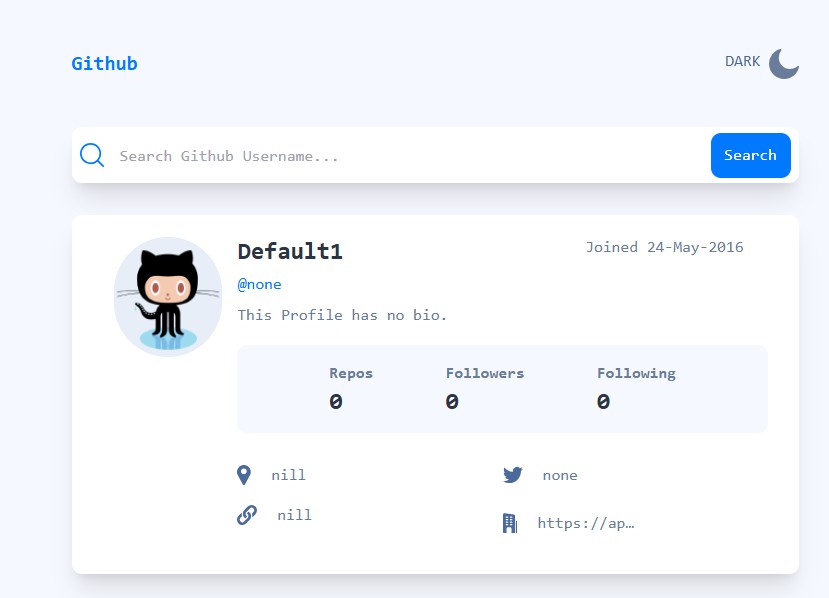 Github
DARK
Search Github Username...
Search
Default1
Joined 24-May-2016
@none
This Profile has no bio.
Repos
Followers
Following
0
0
0
nill
none
nill
https://ap…